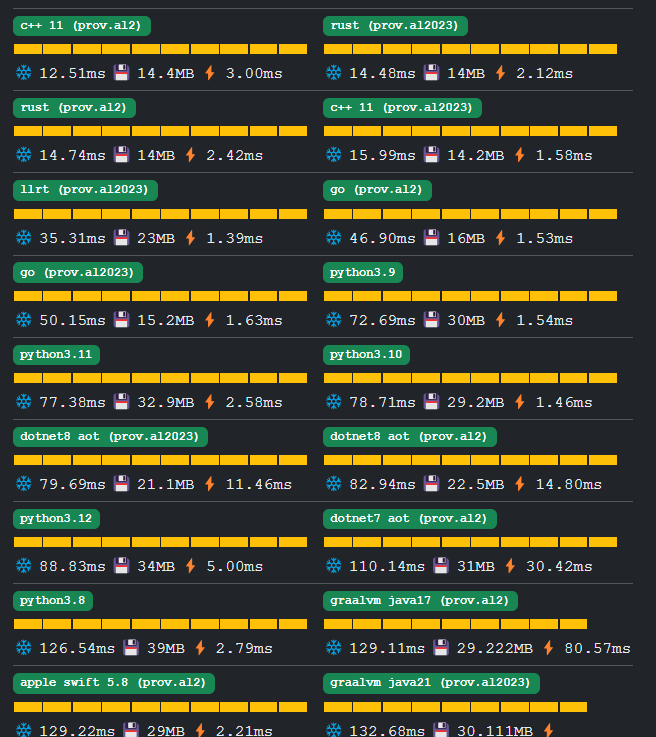 c++ 11 (prov.al2)
12.51ms 14.4MB 3.00ms
rust (prov.al2023)
14.48ms 14MB 2.12ms
rust (prov.al2)
14.74ms 14MB 2.42ms
c++ 11 (prov.al2023)
15.99ms 14.2MB 1.58ms
llrt (prov.al2023)
35.31ms 23MB 1.39ms
go (prov.al2)
46.90ms 16MB 1.53ms
go (prov.al2023)
50.15ms 15.2MB 1.63ms
python3.9
72.69ms 30MB 1.54ms
python3.11
77.38ms 32.9MB 2.58ms
python3.10
78.71ms 29.2MB 1.46ms
dotnet8 aot (prov.al2023)
79.69ms 21.1MB 11.46ms
dotnet8 aot (prov.al2)
82.94ms 22.5MB 14.80ms
python3.12
88.83ms 34MB 5.00ms
dotnet7 aot (prov.al2)
110.14ms 31MB 30.42ms
python3.8
126.54ms 39MB 2.79ms
graalvm java17 (prov.al2)
129.11ms 29.222MB 80.57ms
apple swift 5.8 (prov.al2)
129.22ms 29MB 2.21ms
graalvm java21 (prov.al2023)
132.68ms 30.111MB